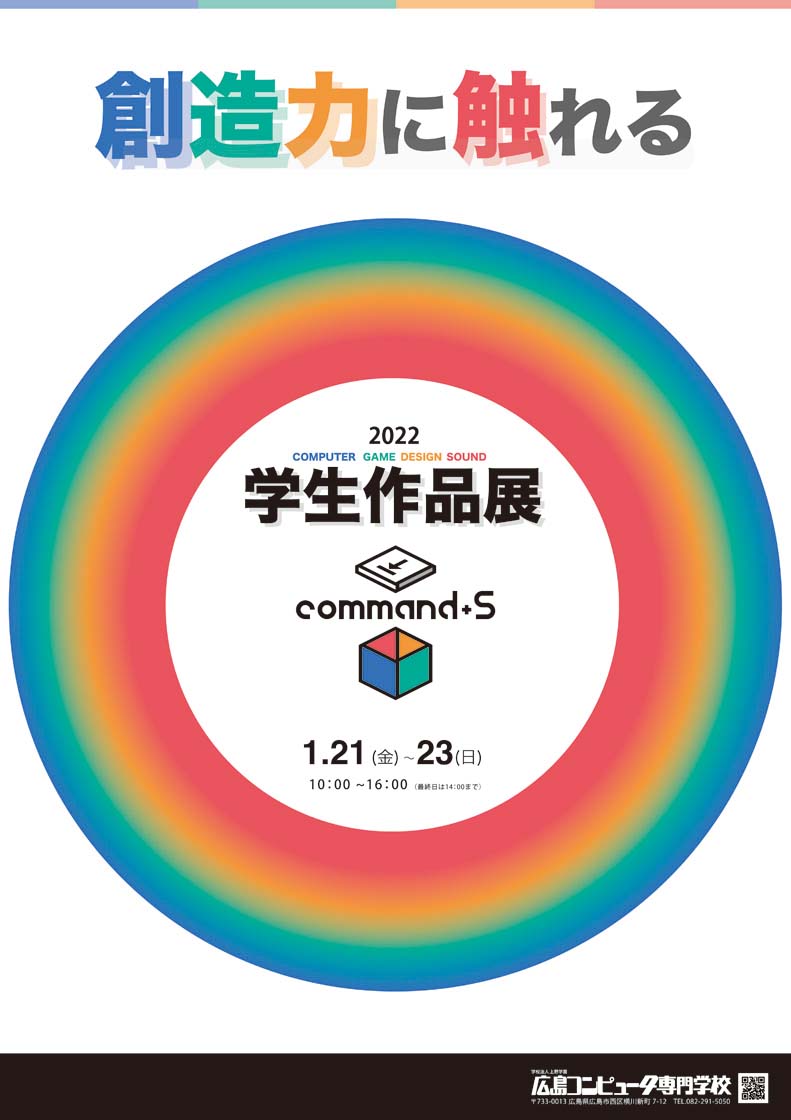 創造力に触れる
2022
COMPUTER GAME DESIGN SOUND
学生作品展
command+S
1.21(金)~23(日)
10:00 ~16:00 (最終日は14:00まで)
学校法人上野学園
広島コンピュータ専門学校
〒733-0013 広島県広島市西区横川新町 7-12 TEL.082-291-5050